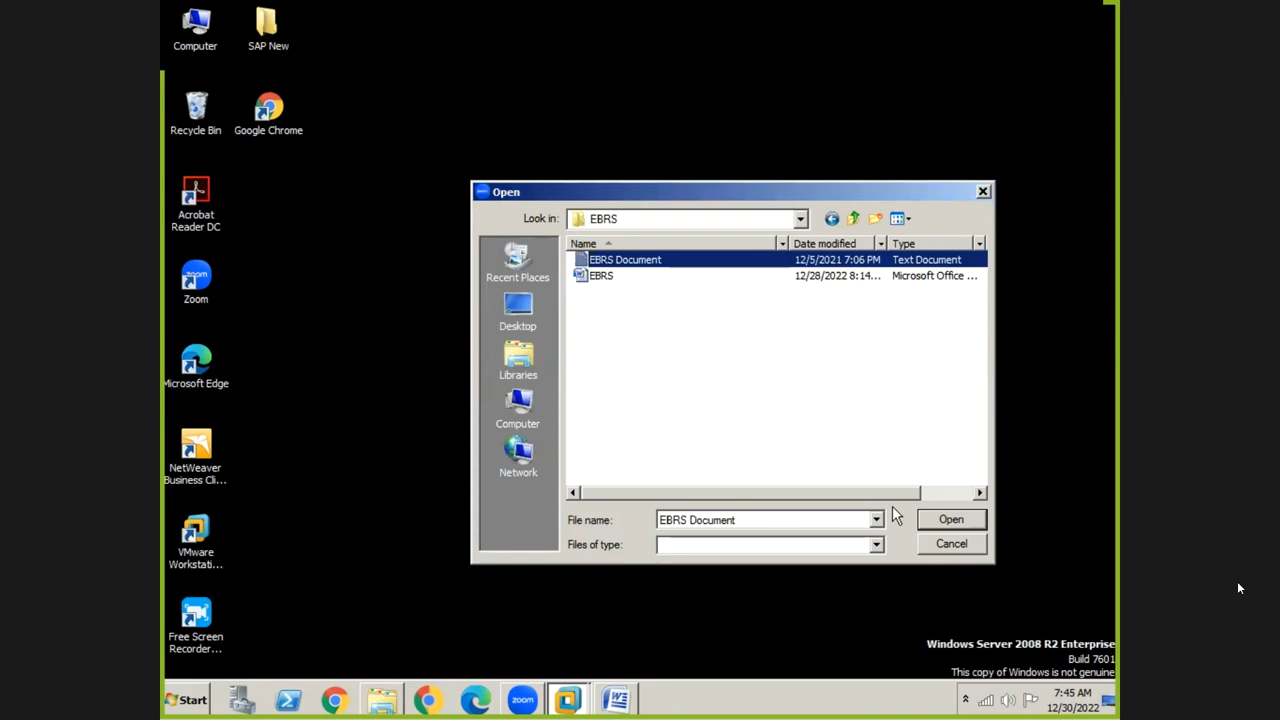 Computer
SAP New
Recycle Bin
Google Chrome
Acrobat
Reader DC
zoom
Zoom
Microsoft Edge
NetWeaver
Business Cli...
VMware
Workstati...
Free Screen
Recorder...
Open
Look in:
EBRS
Name
Date modified
Type
EBRS Document
12/5/2021 7:06 PM
Text Document
EBRS
12/28/2022 8:14...
Microsoft Office ...
Recent Places
Desktop
Libraries
Computer
Network
File name:
EBRS Document
Open
Files of type:
Cancel
Windows Server 2008 R2 Enterprise
Build 7601
This copy of Windows is not genuine
Start
zoom
7:45 AM
12/30/2022